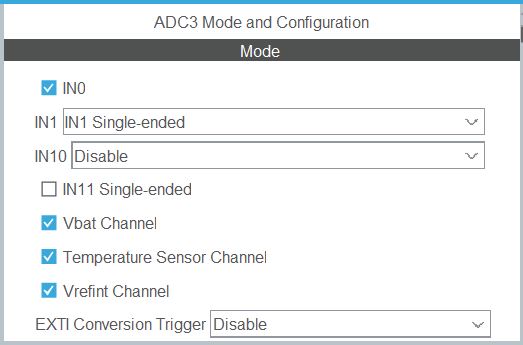 ADC3 Mode and Configuration
Mode
IN0
IN1 IN1 Single-ended
IN10 Disable
IN11 Single-ended
Vbat Channel
Temperature Sensor Channel
Vrefint Channel
EXTI Conversion Trigger Disable